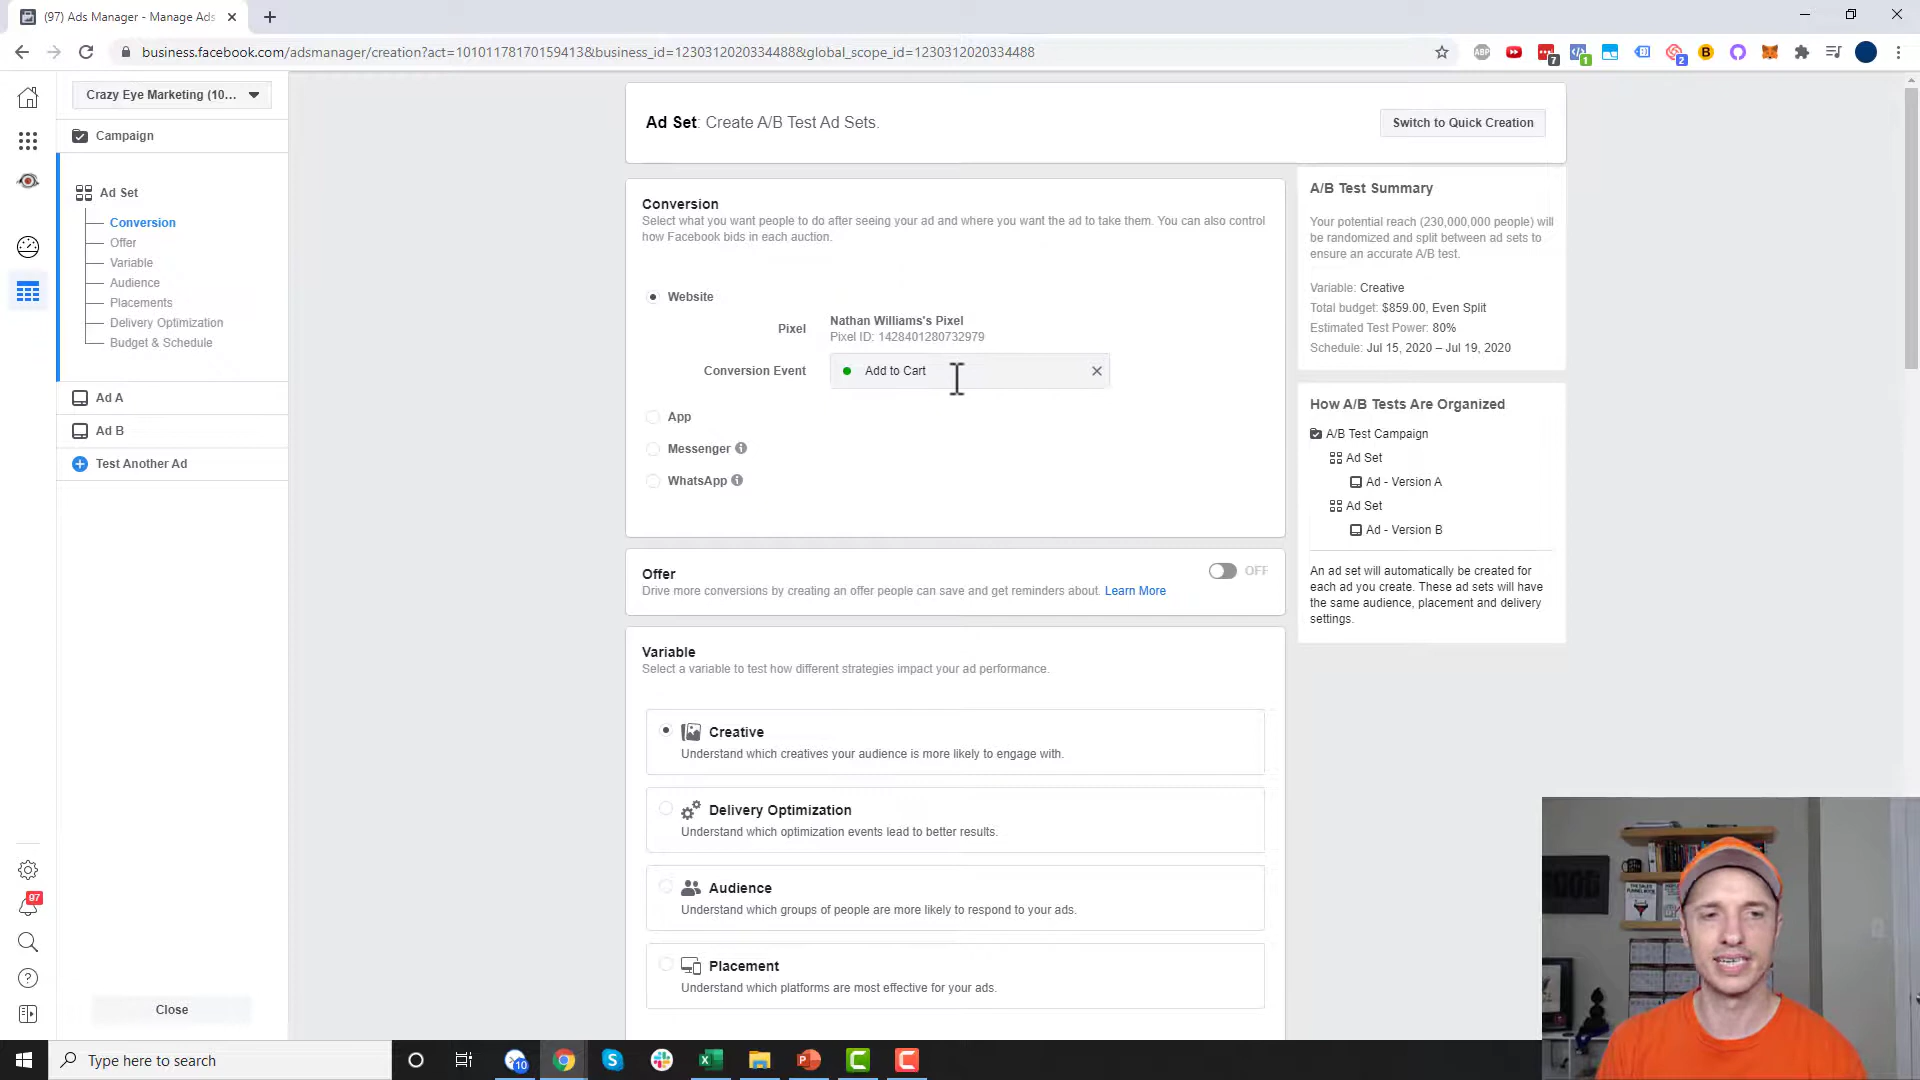 (97) Ads Manager - Manage Ads
business.facebook.com/adsmanager/creation?act=10101178170159413&business_id=1230312020334488&global_scope_id=1230312020334488
ABP
7
1
2
B
Crazy Eye Marketing (10...
Campaign
Ad Set
Conversion
Offer
Variable
Audience
Placements
Delivery Optimization
Budget & Schedule
Ad A
Ad B
Test Another Ad
97
Close
Ad Set: Create A/B Test Ad Sets.
Switch to Quick Creation
Conversion
Select what you want people to do after seeing your ad and where you want the ad to take them. You can also control
how Facebook bids in each auction.
Website
Pixel
Nathan Williams's Pixel
Pixel ID: 1428401280732979
Conversion Event
Add to Cart
App
Messenger
WhatsApp
Offer
OFF
Drive more conversions by creating an offer people can save and get reminders about. Learn More
Variable
Select a variable to test how different strategies impact your ad performance.
Creative
Understand which creatives your audience is more likely to engage with.
Delivery Optimization
Understand which optimization events lead to better results.
Audience
Understand which groups of people are more likely to respond to your ads.
Placement
Understand which platforms are most effective for your ads.
A/B Test Summary
Your potential reach (230,000,000 people) will
be randomized and split between ad sets to
ensure an accurate A/B test.
Variable: Creative
Total budget: $859.00, Even Split
Estimated Test Power: 80%
Schedule: Jul 15, 2020 – Jul 19, 2020
How A/B Tests Are Organized
A/B Test Campaign
Ad Set
Ad - Version A
Ad Set
Ad - Version B
An ad set will automatically be created for
each ad you create. These ad sets will have
the same audience, placement and delivery
settings.
Type here to search
10